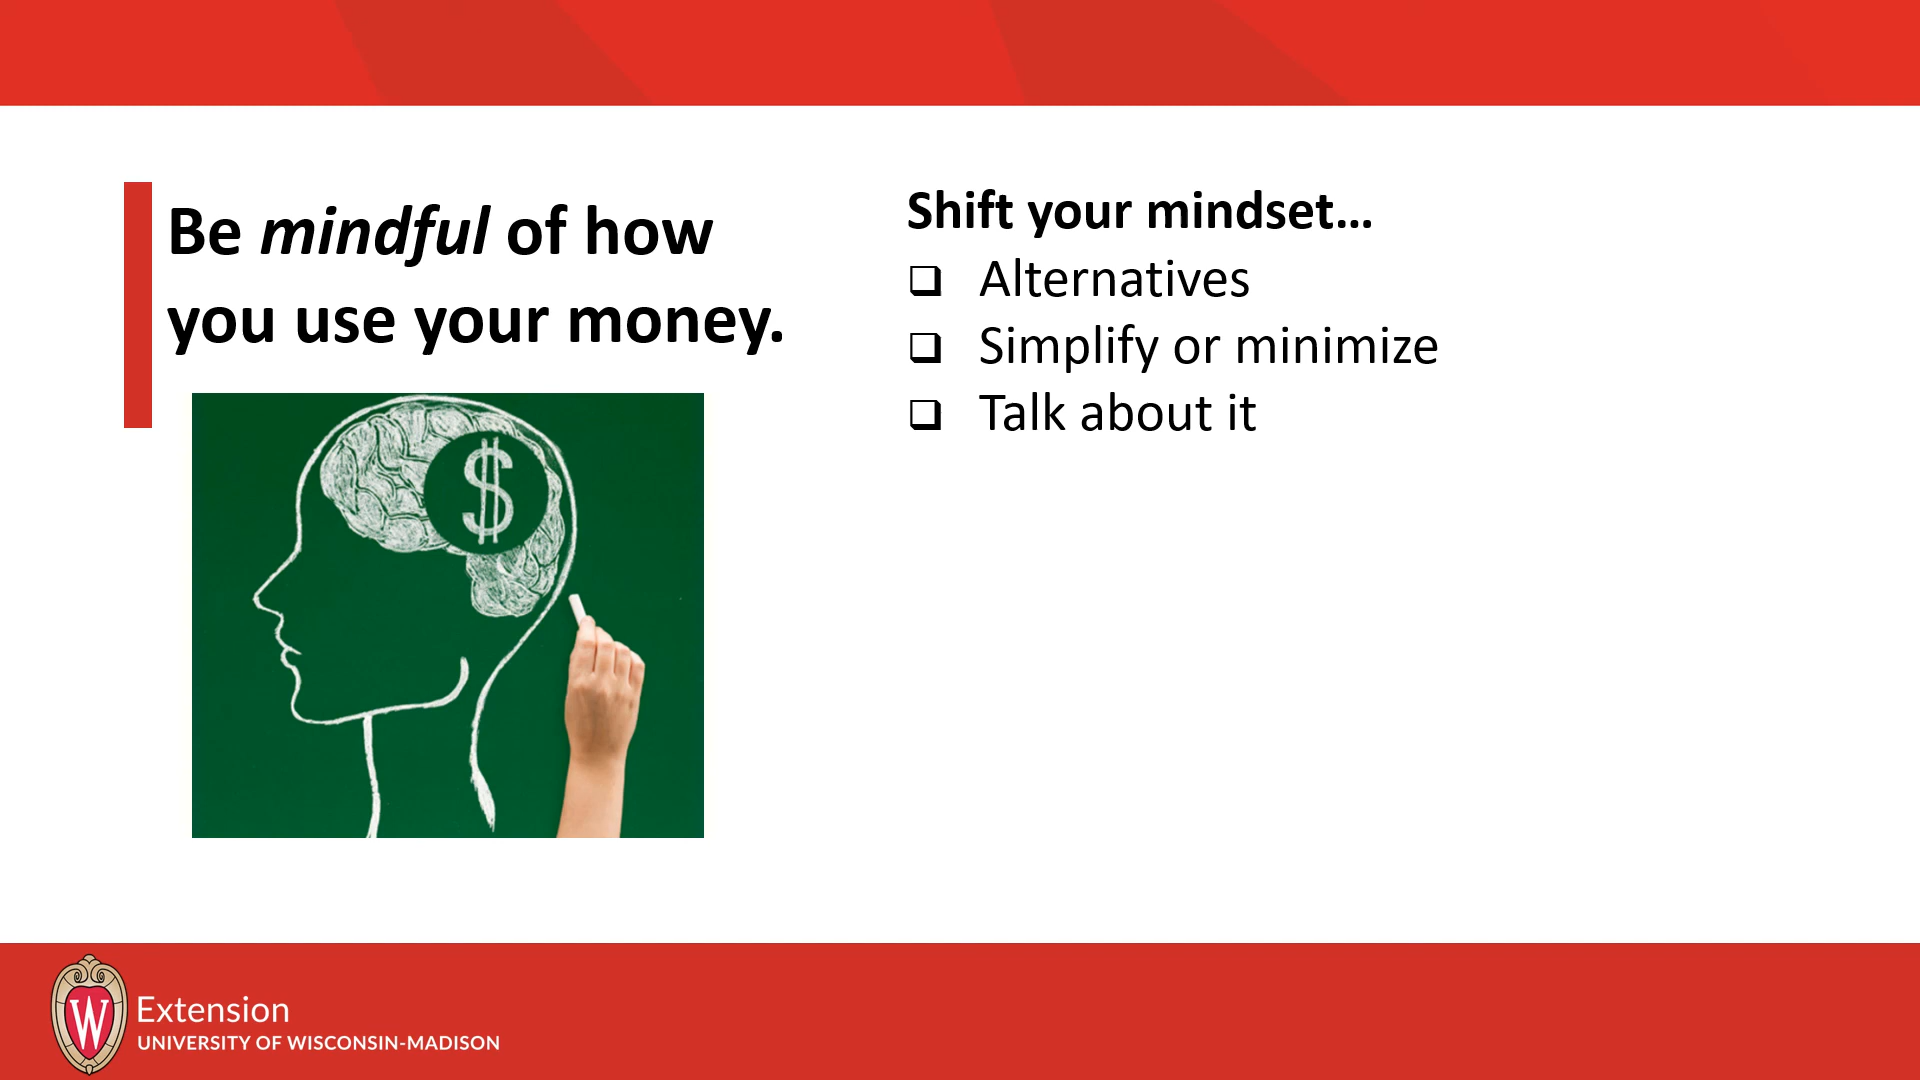 Be mindful of how
you use your money.
$
Shift your mindset...
❑ Alternatives
❑ Simplify or minimize
❑ Talk about it
W
Extension
UNIVERSITY OF WISCONSIN-MADISON